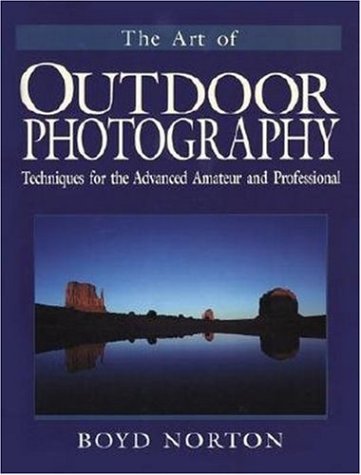 The Art of
OUTDOOR
PHOTOGRAPHY
Techniques for the Advanced Amateur and Professional
BOYD NORTON